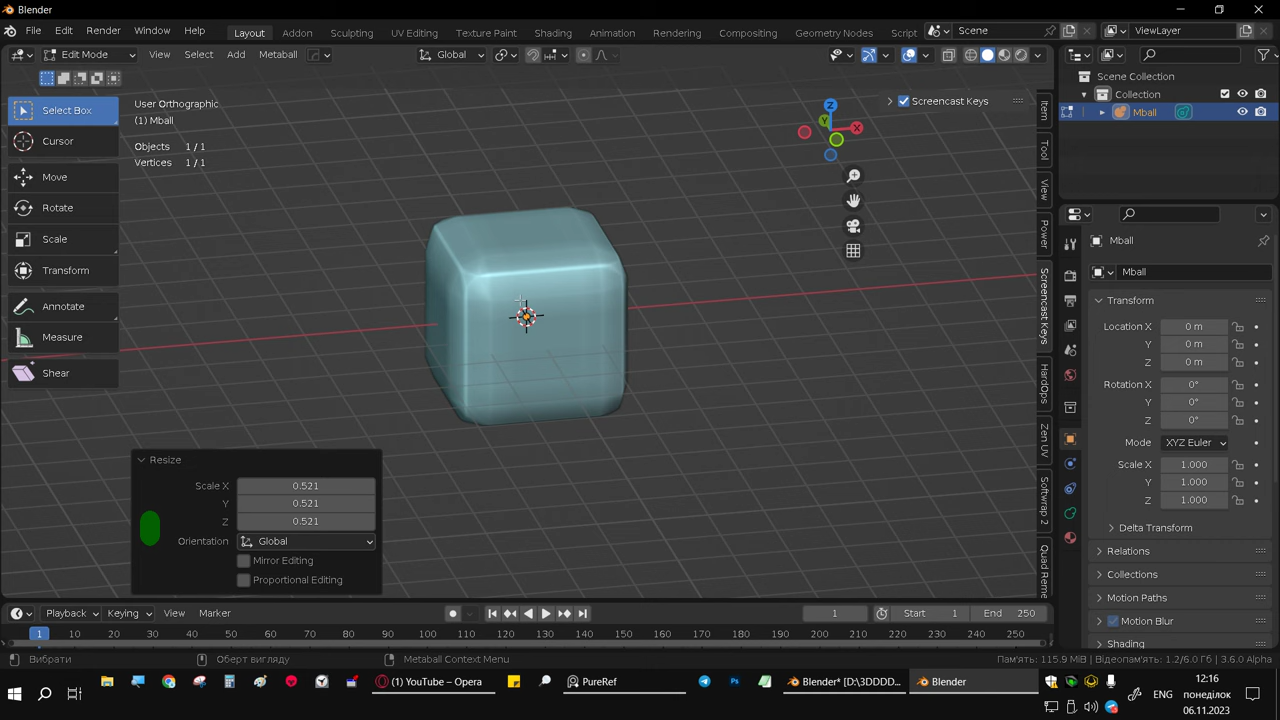 Blender
File Edit Render Window Help Layout Addon Sculpting UV Editing Texture Paint Shading Animation Rendering Compositing Geometry Nodes Script Scene ViewLayer
Edit Mode View Select Add Metaball Global
Select Box
Cursor
Move
Rotate
Scale
Transform
Annotate
Measure
Shear
User Orthographic
(1) Mball
Objects 1 / 1
Vertices 1 / 1
Screencast Keys
Z
Y
X
Item
Tool
View
Power
Screencast Keys
HardOps
Zen UV
Softwrap 2
Quad Reme
Resize
Scale X 0.521
Y 0.521
Z 0.521
Orientation Global
Mirror Editing
Proportional Editing
Scene Collection
Collection
Mball
Mball
Mball
Transform
Location X 0 m
Y 0 m
Z 0 m
Rotation X 0°
Y 0°
Z 0°
Mode XYZ Euler
Scale X 1.000
Y 1.000
Z 1.000
Delta Transform
Relations
Collections
Motion Paths
Motion Blur
Shading
Playback Keying View Marker 1 Start 1 End 250
1 10 20 30 40 50 60 70 80 90 100 110 120 130 140 150 160 170 180 190 200 210 220 230 240 250
Вибрати Оберт вигляду Metaball Context Menu Пам'ять: 115.9 MiB | Відеопам'ять: 1.2/6.0 Гб | 3.6.0 Alpha
(1) YouTube – Opera PureRef Blender* [D:\3DDDD... Blender
ENG
12:16
понеділок
06.11.2023